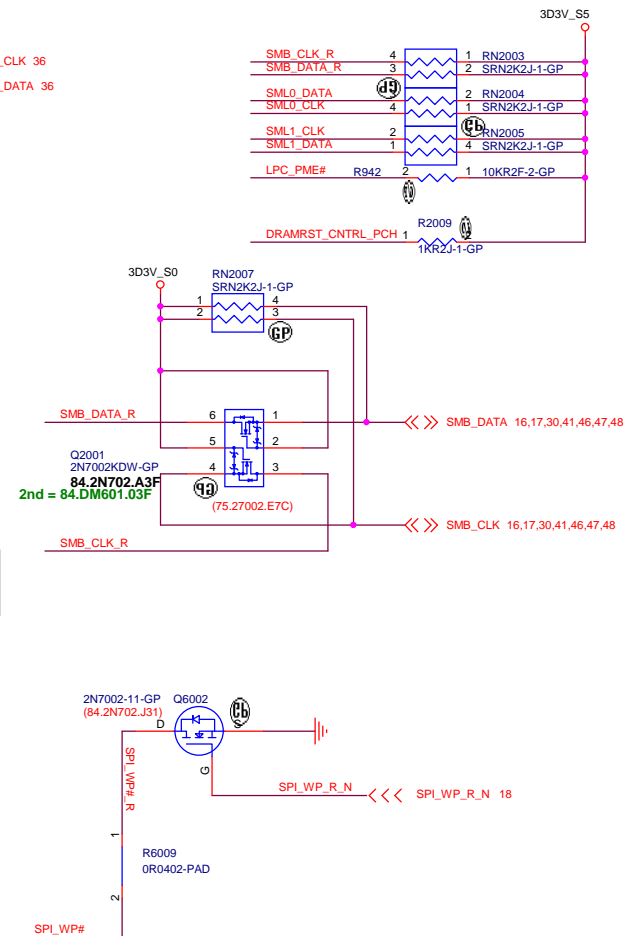 3D3V_S5
_CLK 36
_DATA 36
SMB_CLK_R 4 1 RN2003
SMB_DATA_R 3 2 SRN2K2J-1-GP
SML0_DATA 3 2 RN2004
SML0_CLK 4 1 SRN2K2J-1-GP
SML1_CLK 2 3 RN2005
SML1_DATA 1 4 SRN2K2J-1-GP
LPC_PME# R942 2 1 10KR2F-2-GP
R2009
DRAMRST_CNTRL_PCH 1 2
1KR2J-1-GP
3D3V_S0
RN2007
SRN2K2J-1-GP
1 4
2 3
GP
SMB_DATA_R 6 1 SMB_DATA 16,17,30,41,46,47,48
5 2
Q2001
2N7002KDW-GP
4 3
84.2N702.A3F
2nd = 84.DM601.03F
GP
(75.27002.E7C)
SMB_CLK 16,17,30,41,46,47,48
SMB_CLK_R
2N7002-11-GP Q6002
(84.2N702.J31)
D S
G
SPI_WP#_R
SPI_WP_R_N SPI_WP_R_N 18
1
R6009
0R0402-PAD
2
SPI_WP#